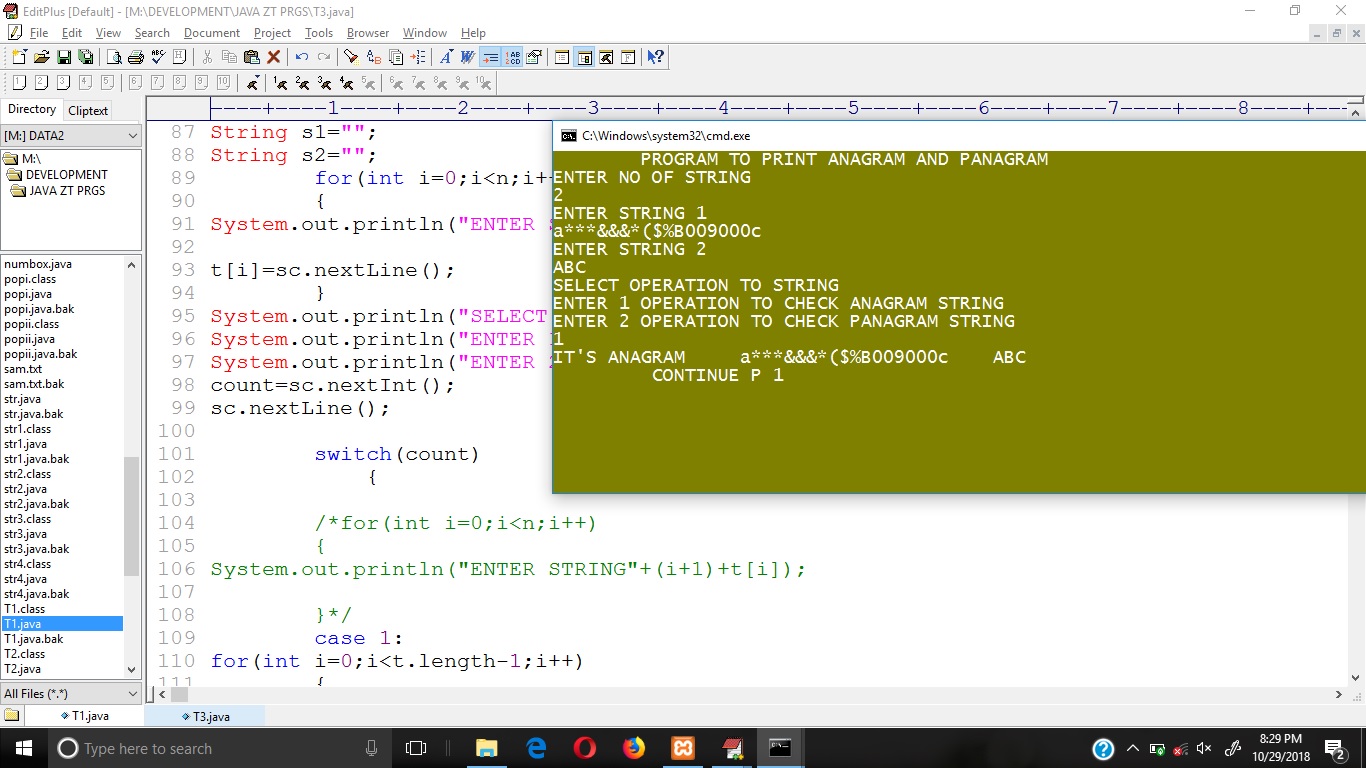 EditPlus [Default] - [M:\DEVELOPMENT\JAVA ZT PRGS\T3.java]
File Edit View Search Document Project Tools Browser Window Help
Directory Cliptext
----+----1----+----2----+----3----+----4----+----5----+----6----+----7----+----8----+---
[M:] DATA2
M:\
DEVELOPMENT
JAVA ZT PRGS
numbox.java
popi.class
popi.java
popi.java.bak
popii.class
popii.java
popii.java.bak
sam.txt
sam.txt.bak
str.java
str.java.bak
str1.class
str1.java
str1.java.bak
str2.class
str2.java
str2.java.bak
str3.class
str3.java
str3.java.bak
str4.class
str4.java
str4.java.bak
T1.class
T1.java
T1.java.bak
T2.class
T2.java
All Files (*.*)
87 String s1="";
88 String s2="";
89 for(int i=0;i<n;i+
90 {
91 System.out.println("ENTER
92
93 t[i]=sc.nextLine();
94 }
95 System.out.println("SELECT
96 System.out.println("ENTER
97 System.out.println("ENTER
98 count=sc.nextInt();
99 sc.nextLine();
100
101 switch(count)
102 {
103
104 /*for(int i=0;i<n;i++)
105 {
106 System.out.println("ENTER STRING"+(i+1)+t[i]);
107
108 }*/
109 case 1:
110 for(int i=0;i<t.length-1;i++)
111 {
C:\Windows\system32\cmd.exe
PROGRAM TO PRINT ANAGRAM AND PANAGRAM
ENTER NO OF STRING
2
ENTER STRING 1
a***&&&*($%B009000c
ENTER STRING 2
ABC
SELECT OPERATION TO STRING
ENTER 1 OPERATION TO CHECK ANAGRAM STRING
ENTER 2 OPERATION TO CHECK PANAGRAM STRING
1
IT'S ANAGRAM a***&&&*($%B009000c ABC
CONTINUE P 1
T1.java T3.java
Type here to search
8:29 PM
10/29/2018
2